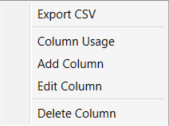 Export CSV
Column Usage
Add Column
Edit Column
Delete Column